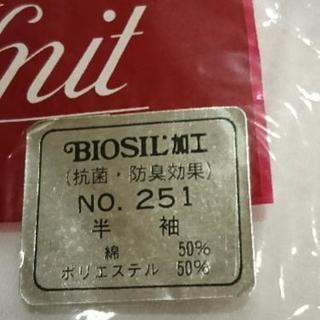 Knit
BIOSIL加工
(抗菌・防臭効果)
NO. 251
半 袖
綿 50%
ポリエステル 50%